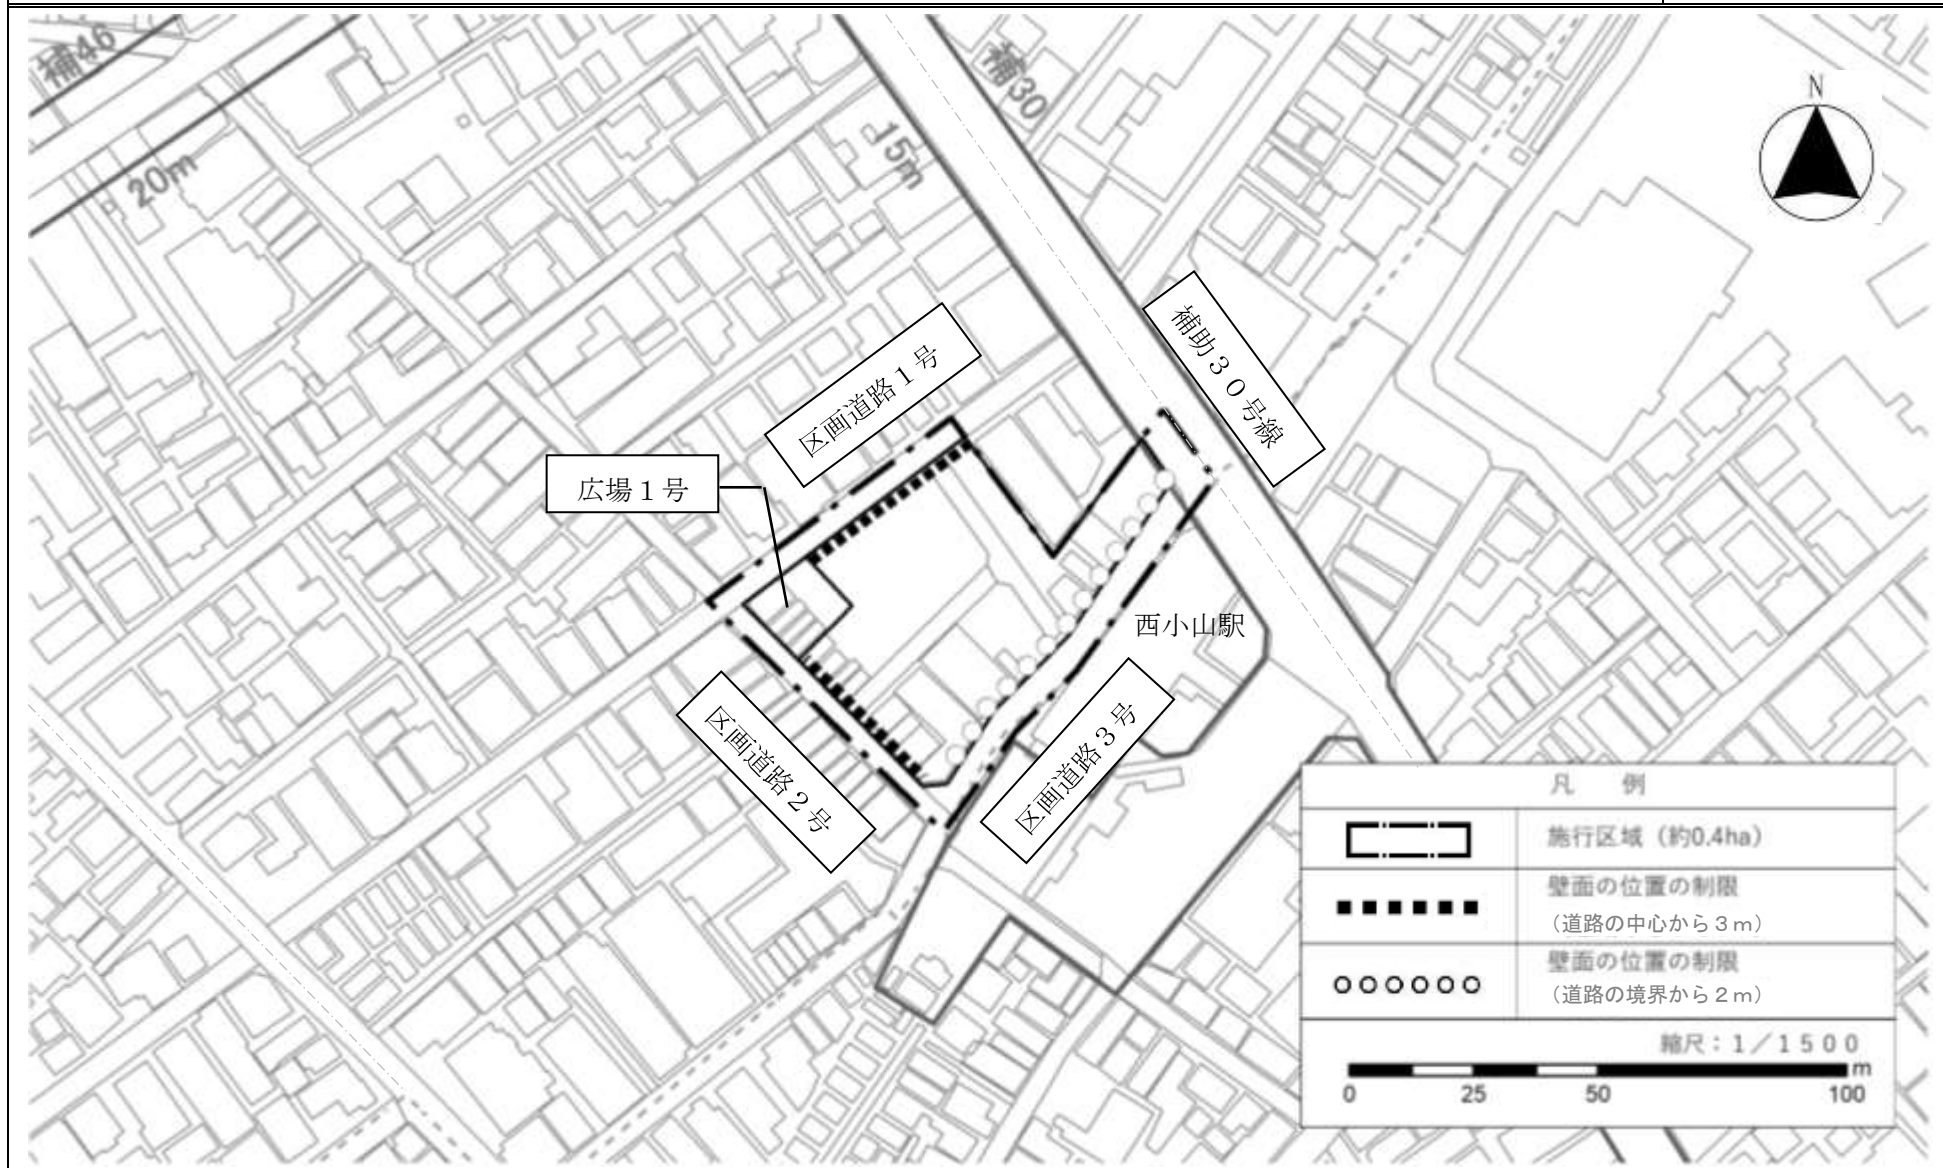 補46
20m
補30
15m
N
補助３０号線
区画道路１号
広場１号
西小山駅
区画道路２号
区画道路３号
凡　例
施行区域（約0.4ha）
壁面の位置の制限
（道路の中心から３ｍ）
壁面の位置の制限
（道路の境界から２ｍ）
縮尺：１／１５００
m
0 25 50 100